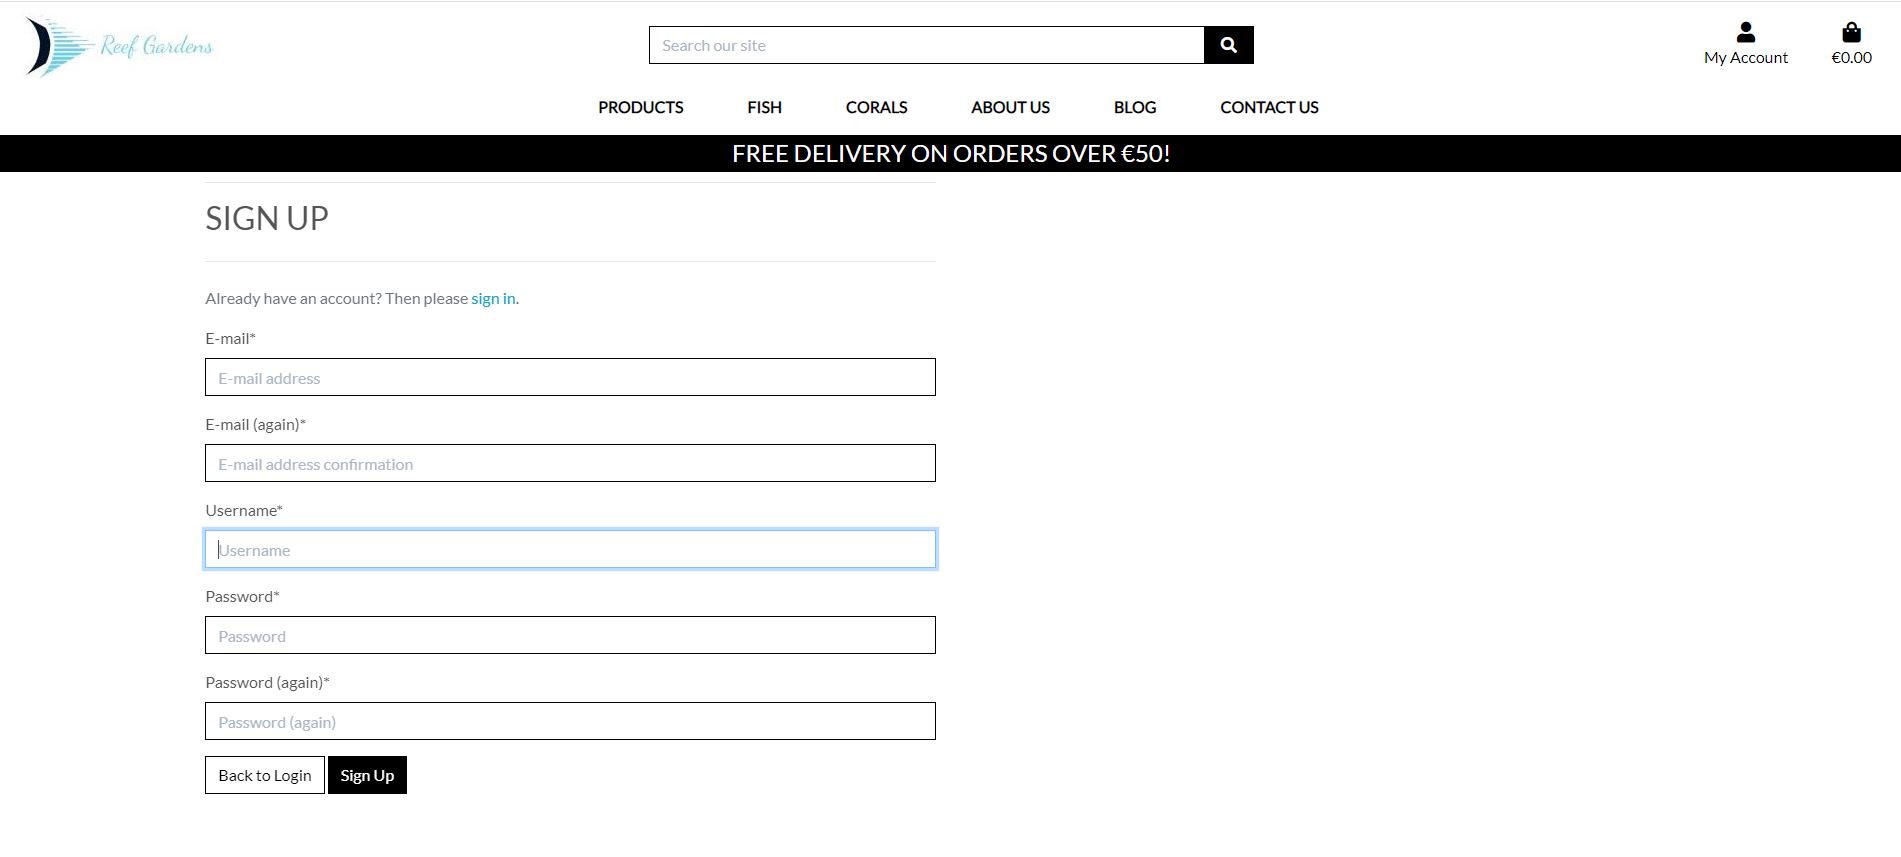 Reef Gardens
Search our site
My Account
€0.00
PRODUCTS FISH CORALS ABOUT US BLOG CONTACT US
FREE DELIVERY ON ORDERS OVER €50!
SIGN UP
Already have an account? Then please sign in.
E-mail*
E-mail address
E-mail (again)*
E-mail address confirmation
Username*
Username
Password*
Password
Password (again)*
Password (again)
Back to Login Sign Up